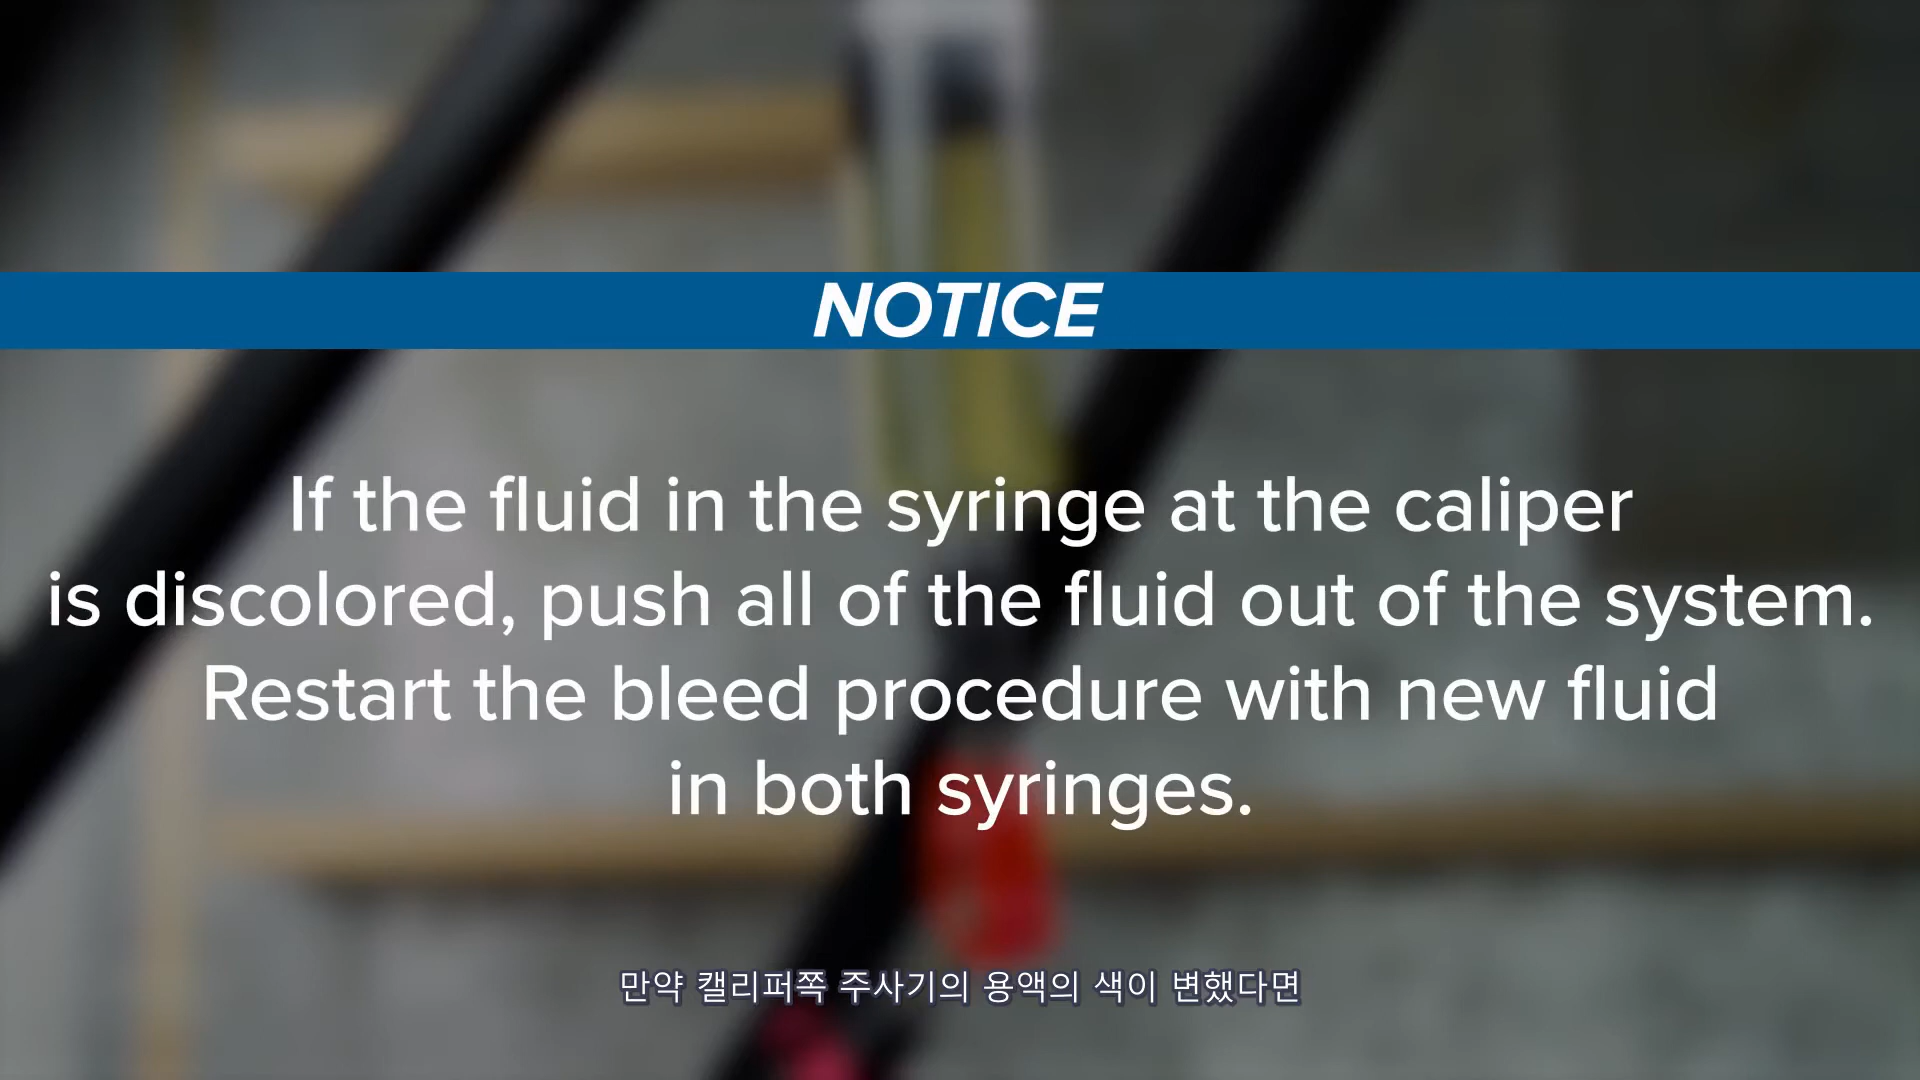 NOTICE
If the fluid in the syringe at the caliper
is discolored, push all of the fluid out of the system.
Restart the bleed procedure with new fluid
in both syringes.
만약 캘리퍼쪽 주사기의 용액의 색이 변했다면